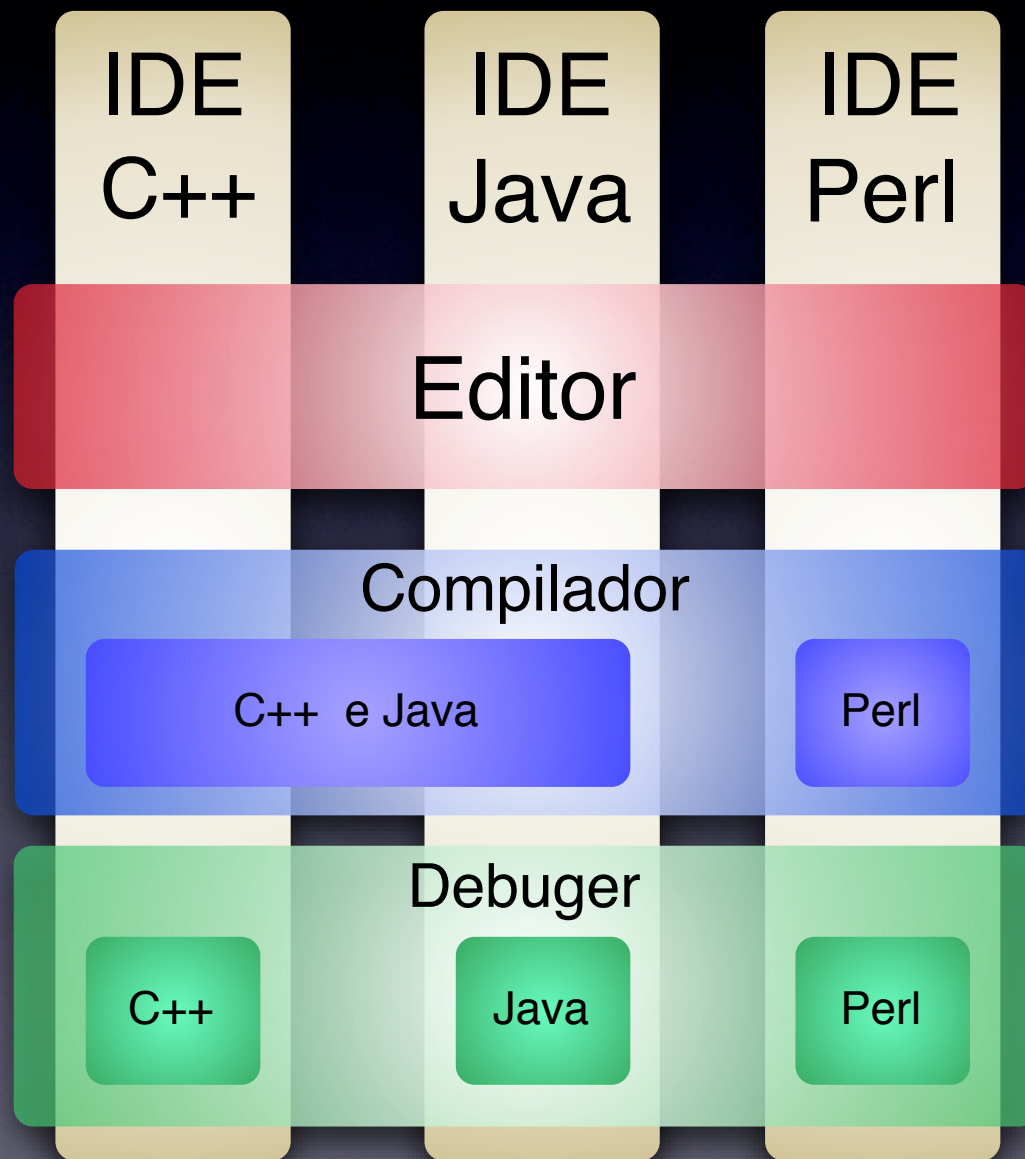 IDE
C++
IDE
Java
IDE
Perl
Editor
Compilador
C++ e Java
Perl
Debuger
C++
Java
Perl